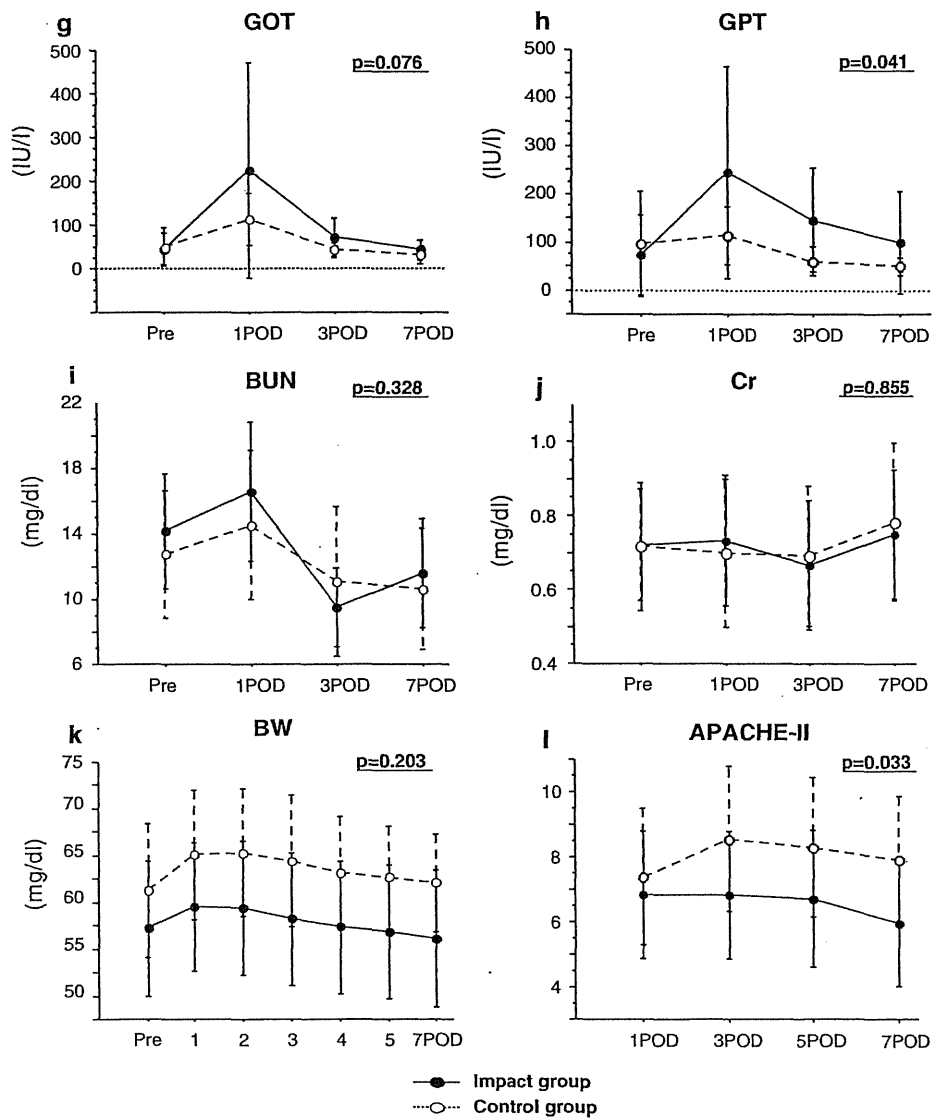 g GOT
p=0.076
500
400
300
200
100
0
(IU/l)
Pre 1POD 3POD 7POD
h GPT
p=0.041
500
400
300
200
100
0
(IU/l)
Pre 1POD 3POD 7POD
i BUN
p=0.328
22
18
14
10
6
(mg/dl)
Pre 1POD 3POD 7POD
j Cr
p=0.855
1.0
0.8
0.6
0.4
(mg/dl)
Pre 1POD 3POD 7POD
k BW
p=0.203
75
70
65
60
55
50
(mg/dl)
Pre 1 2 3 4 5 7POD
l APACHE-II
p=0.033
10
8
6
4
1POD 3POD 5POD 7POD
Impact group
Control group